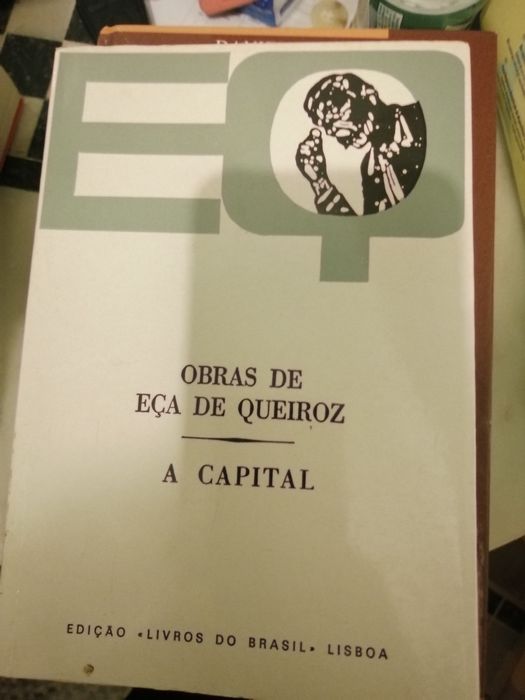 EQ
OBRAS DE
EÇA DE QUEIROZ
A CAPITAL
EDIÇÃO «LIVROS DO BRASIL» LISBOA